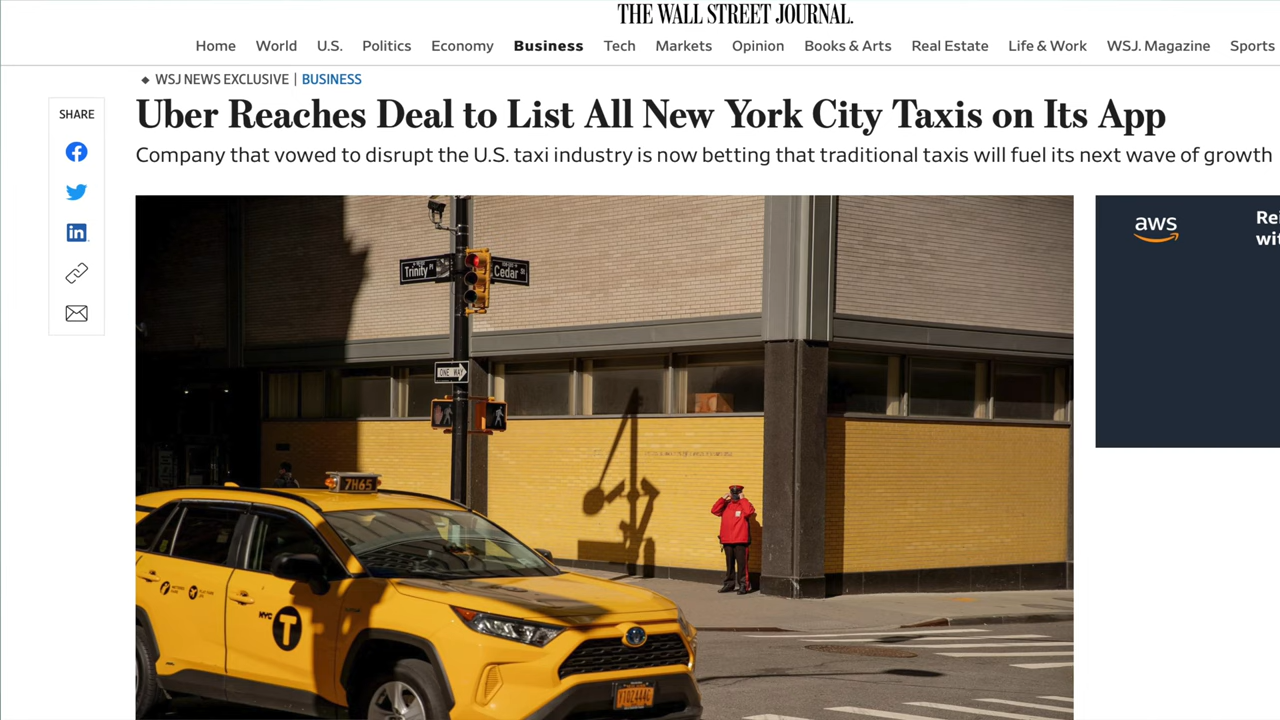 THE WALL STREET JOURNAL.
Home World U.S. Politics Economy Business Tech Markets Opinion Books & Arts Real Estate Life & Work WSJ. Magazine Sports
WSJ NEWS EXCLUSIVE | BUSINESS
Uber Reaches Deal to List All New York City Taxis on Its App
Company that vowed to disrupt the U.S. taxi industry is now betting that traditional taxis will fuel its next wave of growth
SHARE
in
aws
Trinity Pl
Cedar St
ONE WAY
7H65
NYC
T